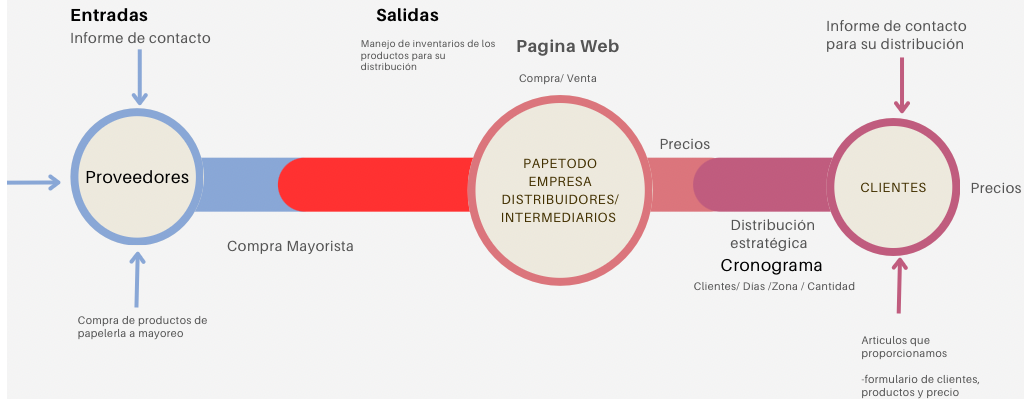 Entradas
Informe de contacto
Salidas
Manejo de inventarios de los
productos para su
distribución
Pagina Web
Compra/ Venta
Informe de contacto
para su distribución
Proveedores
PAPETODO
EMPRESA
DISTRIBUIDORES/
INTERMEDIARIOS
Precios
CLIENTES
Precios
Compra Mayorista
Distribución
estratégica
Cronograma
Clientes/ Dias /Zona / Cantidad
Compra de productos de
papelerla a mayoreo
Articulos que
proporcionamos
-formulario de clientes,
productos y precio